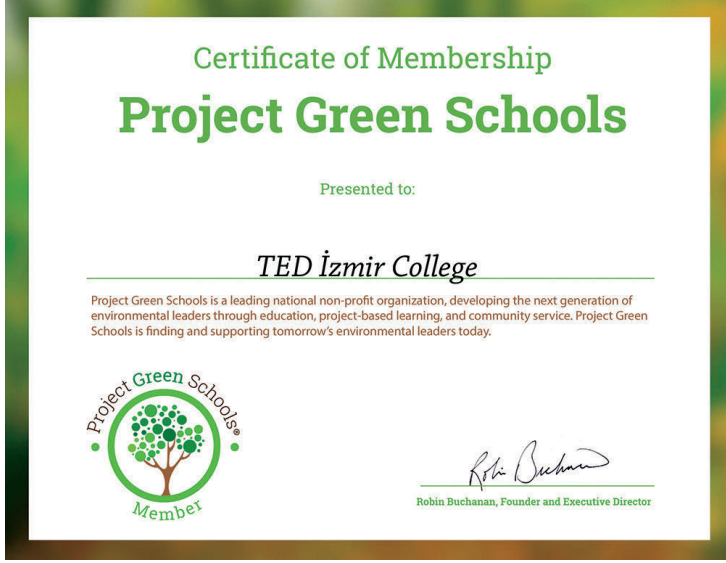 Certificate of Membership
Project Green Schools
Presented to:
TED İzmir College
Project Green Schools is a leading national non-profit organization, developing the next generation of
environmental leaders through education, project-based learning, and community service. Project Green
Schools is finding and supporting tomorrow’s environmental leaders today.
Project Green Schools®
Member
Robin Buchanan
Robin Buchanan, Founder and Executive Director